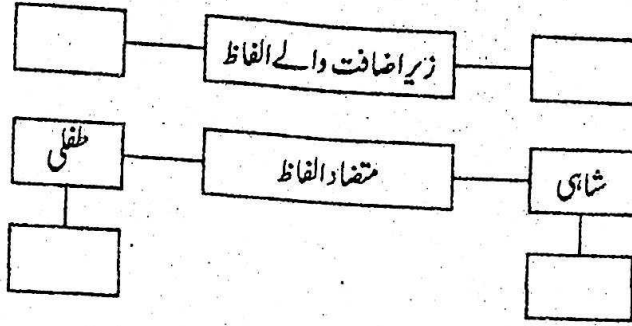 زیر اضافت والے الفاظ
شاہی
متضاد الفاظ
طفلی